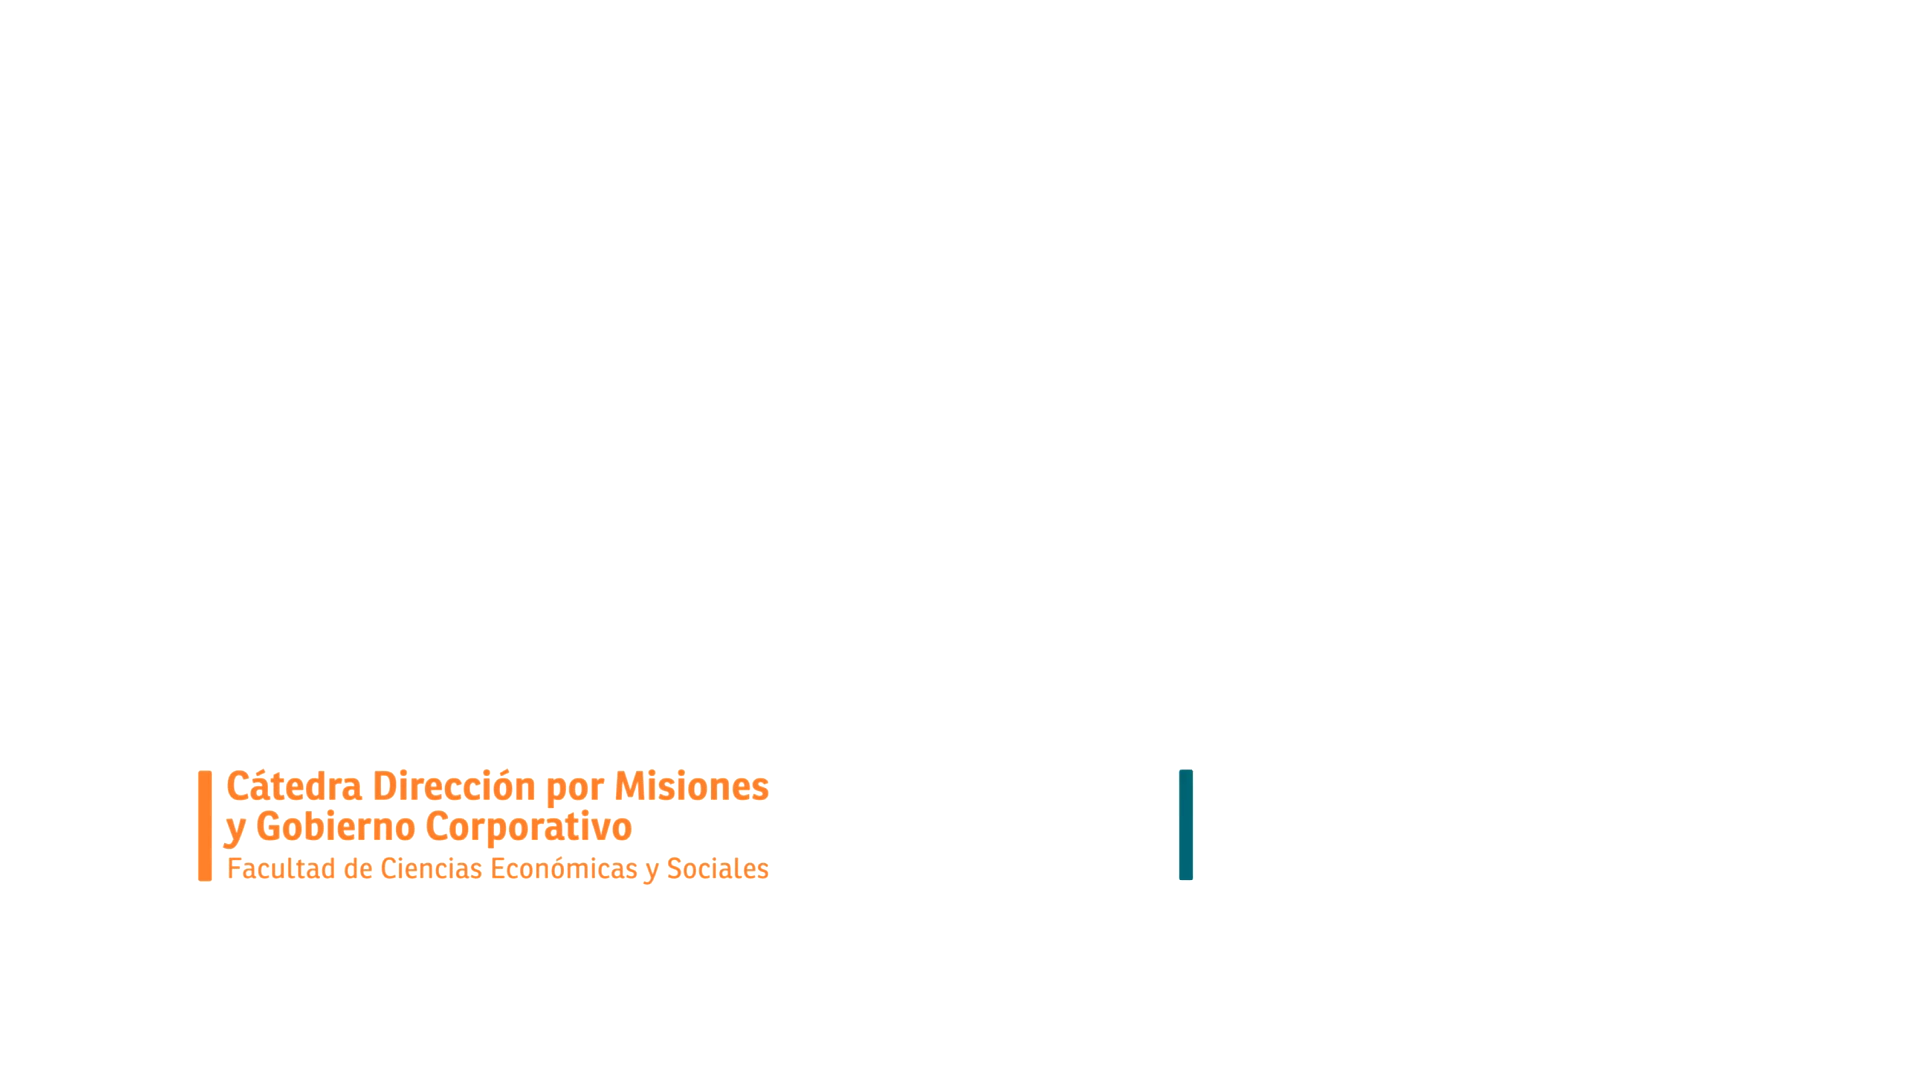 Cátedra Dirección por Misiones
y Gobierno Corporativo
Facultad de Ciencias Económicas y Sociales